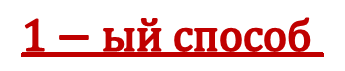 1 – ый способ